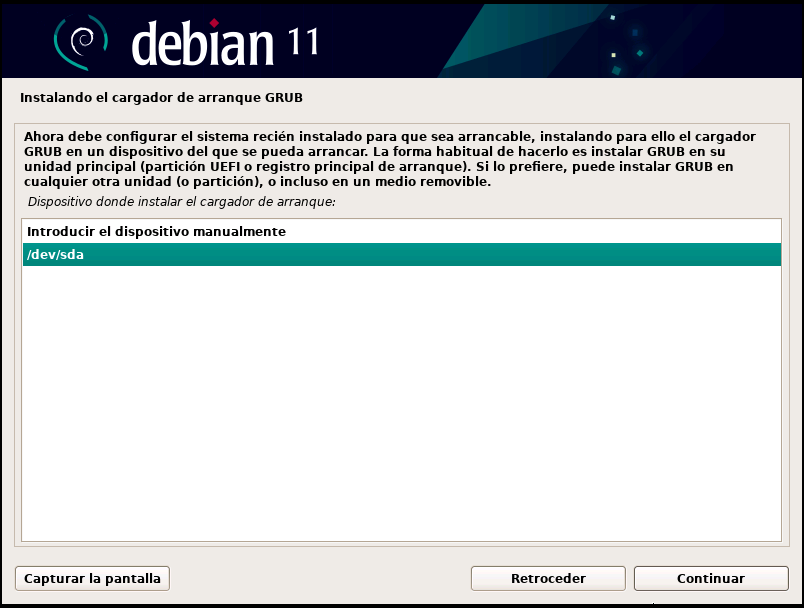 debian 11
Instalando el cargador de arranque GRUB
Ahora debe configurar el sistema recién instalado para que sea arrancable, instalando para ello el cargador
GRUB en un dispositivo del que se pueda arrancar. La forma habitual de hacerlo es instalar GRUB en su
unidad principal (partición UEFI o registro principal de arranque). Si lo prefiere, puede instalar GRUB en
cualquier otra unidad (o partición), o incluso en un medio removible.
Dispositivo donde instalar el cargador de arranque:
Introducir el dispositivo manualmente
/dev/sda
Capturar la pantalla
Retroceder
Continuar